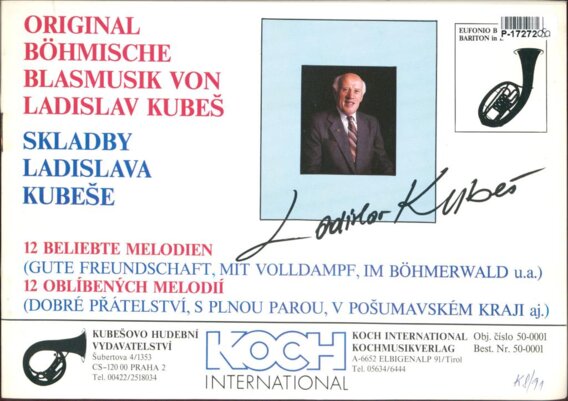 ORIGINAL
BÖHMISCHE
BLASMUSIK VON
LADISLAV KUBEŠ
SKLADBY
LADISLAVA
KUBEŠE
EUFONIO B
BARITON in
P-17272
Ladislav Kubeš
12 BELIEBTE MELODIEN
(GUTE FREUNDSCHAFT, MIT VOLLDAMPF, IM BÖHMERWALD u.a.)
12 OBLÍBENÝCH MELODIÍ
(DOBRÉ PŘÁTELSTVÍ, S PLNOU PAROU, V POŠUMAVSKÉM KRAJI aj.)
KUBEŠOVO HUDEBNÍ
VYDAVATELSTVÍ
Šubertova 4/1353
CS-120 00 PRAHA 2
Tel. 00422/2518034
KOCH
INTERNATIONAL
KOCH INTERNATIONAL
KOCHMUSIKVERLAG
A-6652 ELBIGENALP 91/Tirol
Tel. 05634/6444
Obj. číslo 50-0001
Best. Nr. 50-0001